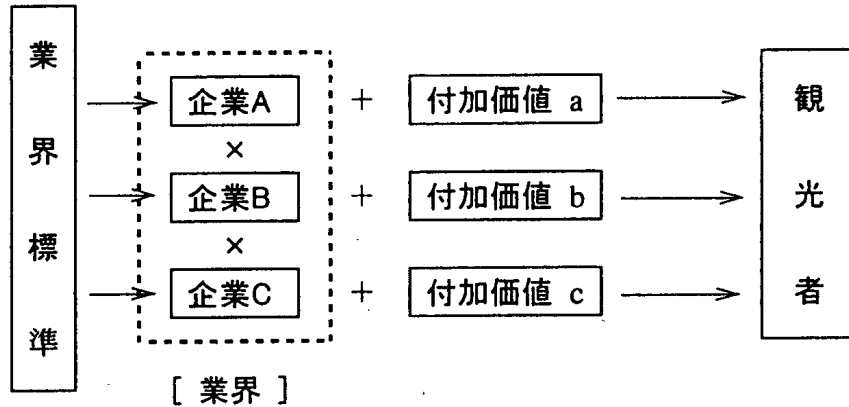 業界標準
企業A + 付加価値 a
×
企業B + 付加価値 b
×
企業C + 付加価値 c
観光者
[ 業界 ]